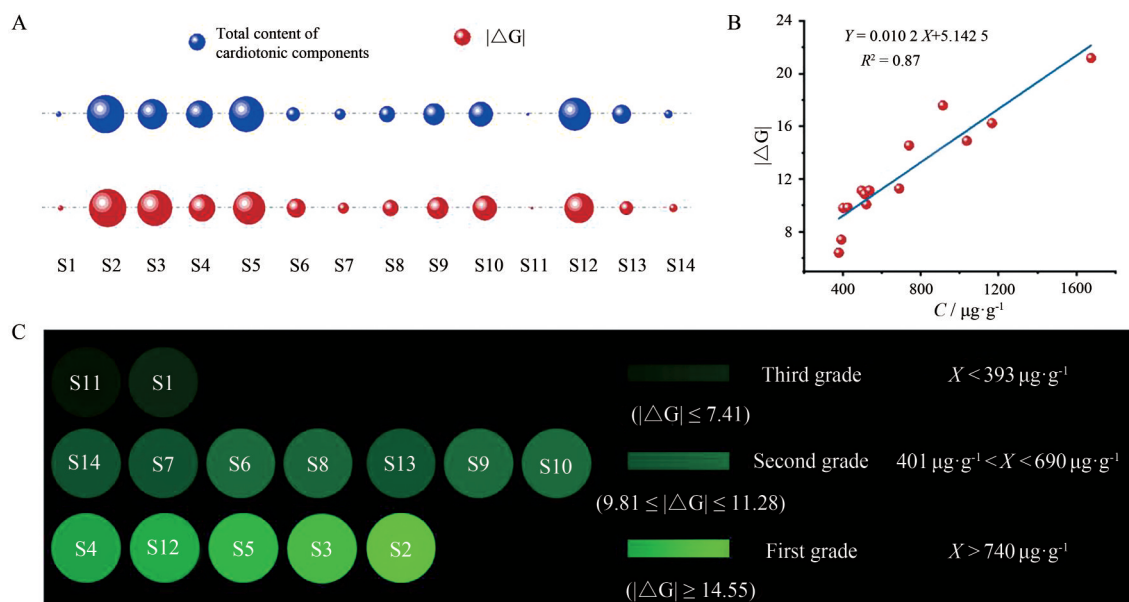 A
Total content of
cardiotonic components
|△G|
S1 S2 S3 S4 S5 S6 S7 S8 S9 S10 S11 S12 S13 S14
B
Y = 0.010 2 X+5.142 5
R² = 0.87
24
20
16
12
8
|△G|
400 800 1200 1600
C / μg·g⁻¹
C
S11 S1
Third grade X < 393 μg·g⁻¹
(|△G| ≤ 7.41)
S14 S7 S6 S8 S13 S9 S10
Second grade 401 μg·g⁻¹ < X < 690 μg·g⁻¹
(9.81 ≤ |△G| ≤ 11.28)
S4 S12 S5 S3 S2
First grade X > 740 μg·g⁻¹
(|△G| ≥ 14.55)